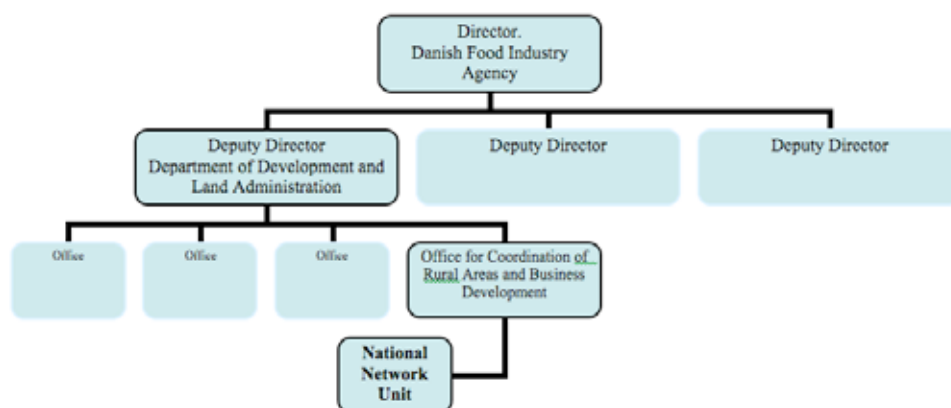 Director.
Danish Food Industry
Agency
Deputy Director
Department of Development and
Land Administration
Deputy Director
Deputy Director
Office
Office
Office
Office for Coordination of
Rural Areas and Business
Development
National
Network
Unit